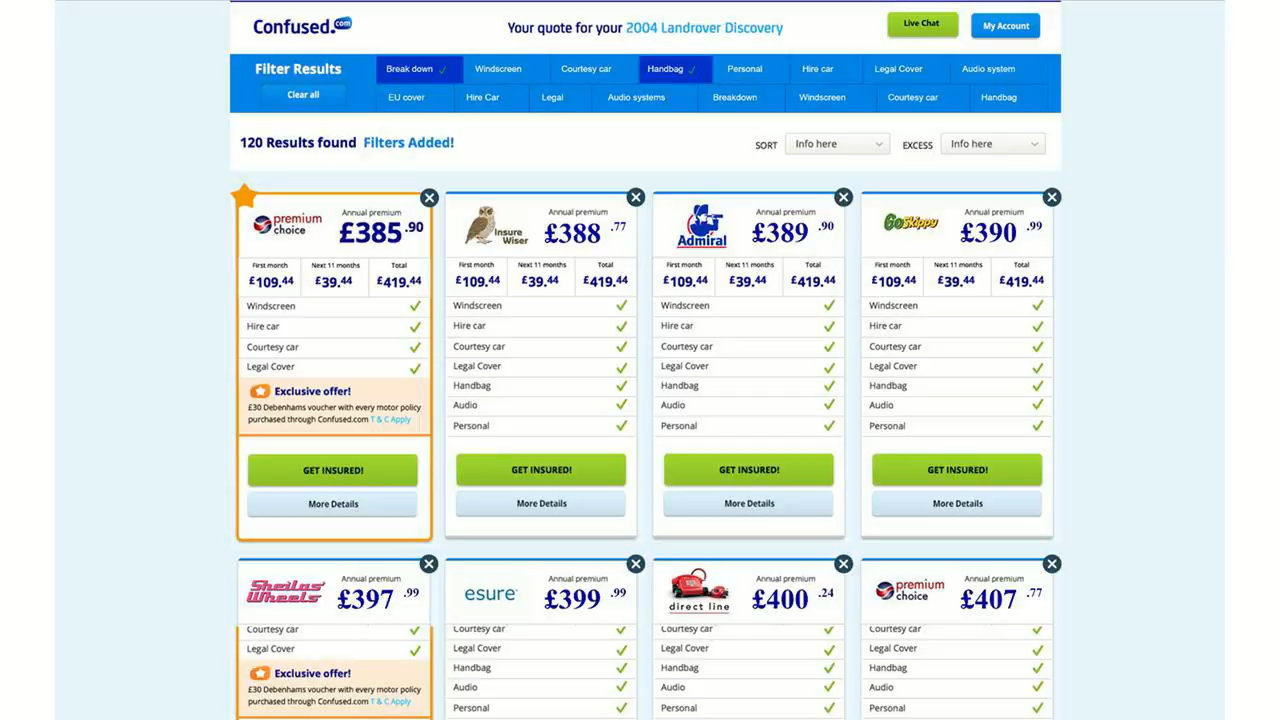 Confused.com
Your quote for your 2004 Landrover Discovery
Live Chat
My Account
Filter Results
Clear all
Break down
Windscreen
Courtesy car
Handbag
Personal
Hire car
Legal Cover
Audio system
EU cover
Hire Car
Legal
Audio systems
Breakdown
Windscreen
Courtesy car
Handbag
120 Results found Filters Added!
SORT
Info here
EXCESS
Info here
premium choice
Annual premium
£385.90
First month Next 11 months Total
£109.44 £39.44 £419.44
Windscreen
Hire car
Courtesy car
Legal Cover
Exclusive offer!
£30 Debenhams voucher with every motor policy
purchased through Confused.com T & C Apply
GET INSURED!
More Details
Insure Wiser
Annual premium
£388.77
First month Next 11 months Total
£109.44 £39.44 £419.44
Windscreen
Hire car
Courtesy car
Legal Cover
Handbag
Audio
Personal
GET INSURED!
More Details
Admiral
Annual premium
£389.90
First month Next 11 months Total
£109.44 £39.44 £419.44
Windscreen
Hire car
Courtesy car
Legal Cover
Handbag
Audio
Personal
GET INSURED!
More Details
GoSkippy
Annual premium
£390.99
First month Next 11 months Total
£109.44 £39.44 £419.44
Windscreen
Hire car
Courtesy car
Legal Cover
Handbag
Audio
Personal
GET INSURED!
More Details
Sheilas' Wheels
Annual premium
£397.99
Courtesy car
Legal Cover
Exclusive offer!
£30 Debenhams voucher with every motor policy
purchased through Confused.com T & C Apply
esure
Annual premium
£399.99
Courtesy car
Legal Cover
Handbag
Audio
Personal
direct line
Annual premium
£400.24
Courtesy car
Legal Cover
Handbag
Audio
Personal
premium choice
Annual premium
£407.77
Courtesy car
Legal Cover
Handbag
Audio
Personal